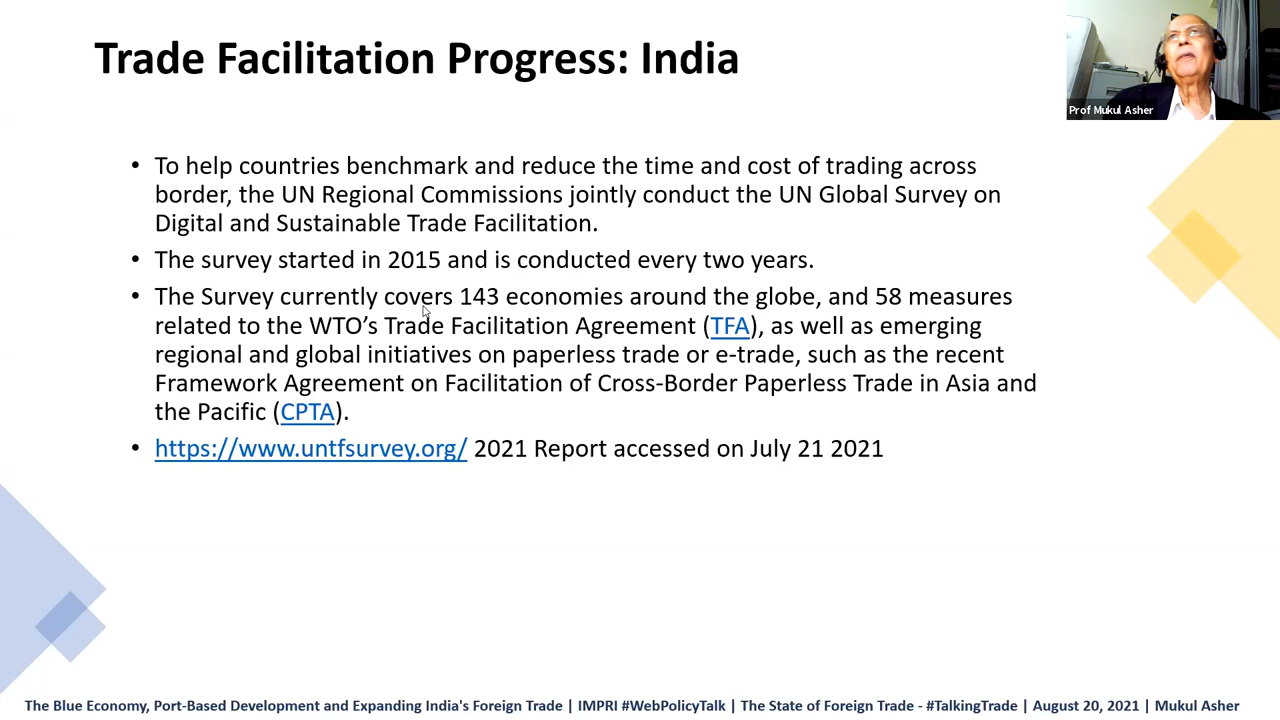 Trade Facilitation Progress: India
Prof Mukul Asher
• To help countries benchmark and reduce the time and cost of trading across
border, the UN Regional Commissions jointly conduct the UN Global Survey on
Digital and Sustainable Trade Facilitation.
• The survey started in 2015 and is conducted every two years.
• The Survey currently covers 143 economies around the globe, and 58 measures
related to the WTO’s Trade Facilitation Agreement (TFA), as well as emerging
regional and global initiatives on paperless trade or e-trade, such as the recent
Framework Agreement on Facilitation of Cross-Border Paperless Trade in Asia and
the Pacific (CPTA).
• https://www.untfsurvey.org/ 2021 Report accessed on July 21 2021
The Blue Economy, Port-Based Development and Expanding India's Foreign Trade | IMPRI #WebPolicyTalk | The State of Foreign Trade - #TalkingTrade | August 20, 2021 | Mukul Asher